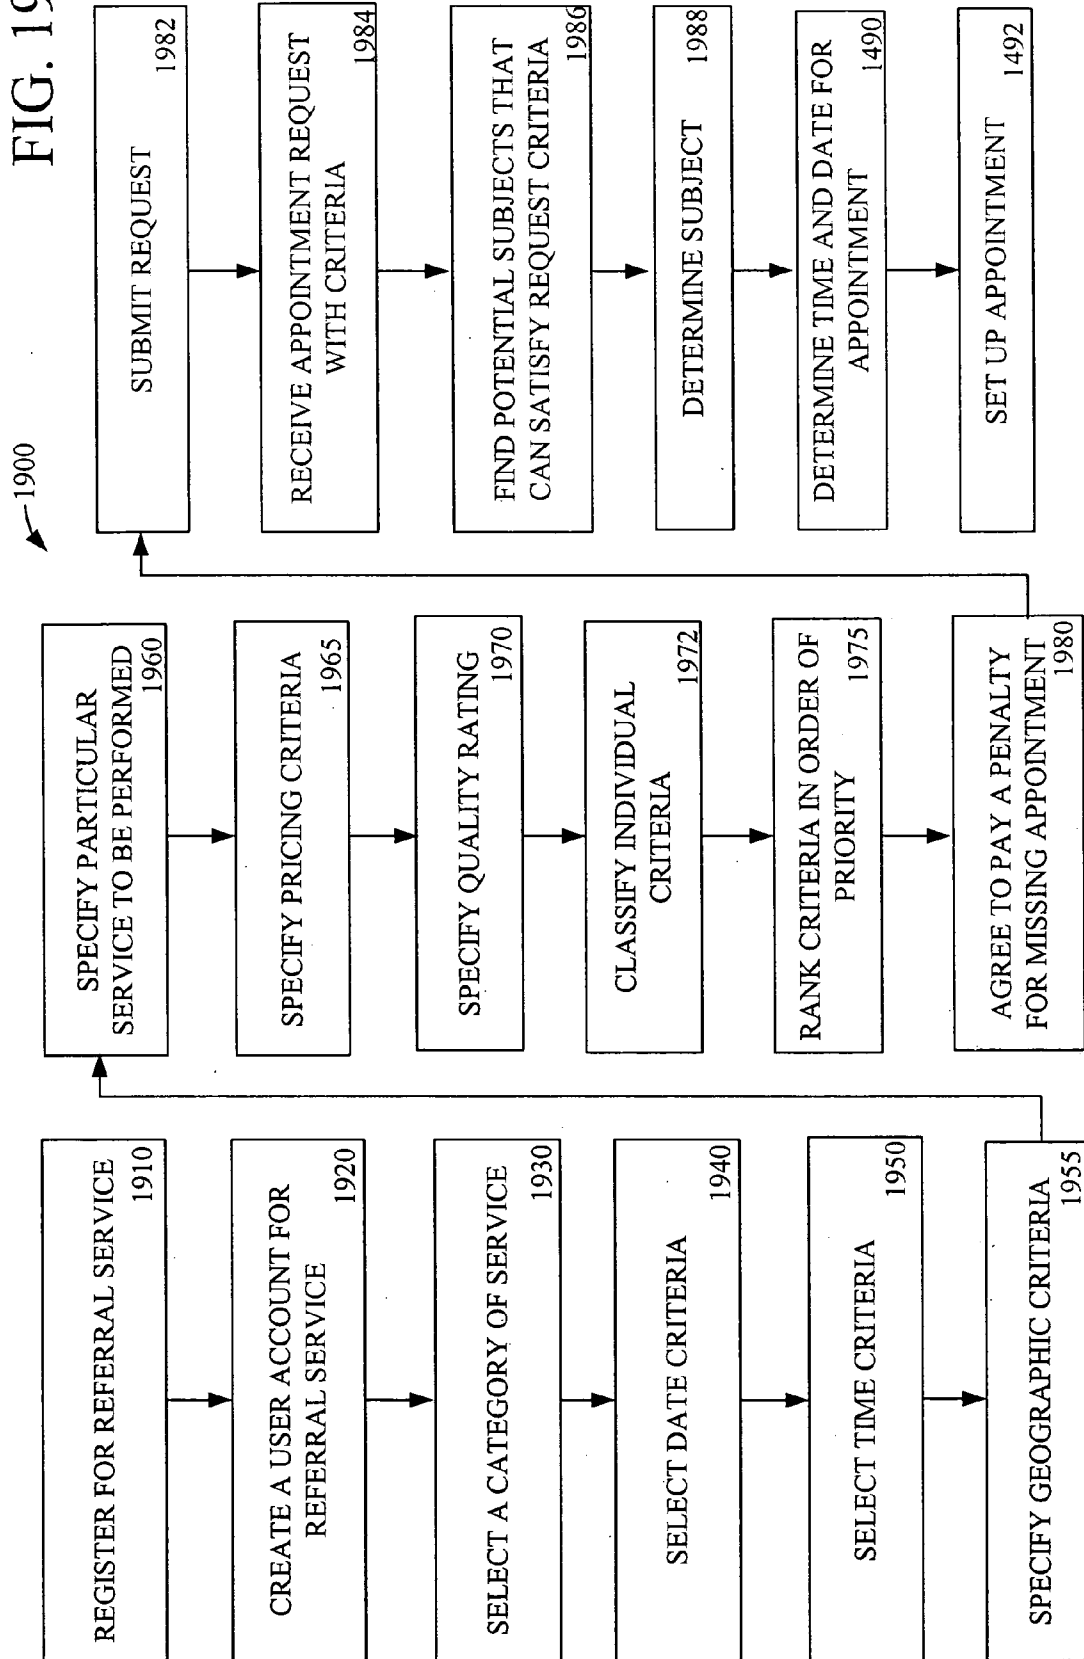 FIG. 19
1900
REGISTER FOR REFERRAL SERVICE
1910
CREATE A USER ACCOUNT FOR
REFERRAL SERVICE
1920
SELECT A CATEGORY OF SERVICE
1930
SELECT DATE CRITERIA
1940
SELECT TIME CRITERIA
1950
SPECIFY GEOGRAPHIC CRITERIA
1955
SPECIFY PARTICULAR
SERVICE TO BE PERFORMED
1960
SPECIFY PRICING CRITERIA
1965
SPECIFY QUALITY RATING
1970
CLASSIFY INDIVIDUAL
CRITERIA
1972
RANK CRITERIA IN ORDER OF
PRIORITY
1975
AGREE TO PAY A PENALTY
FOR MISSING APPOINTMENT
1980
SUBMIT REQUEST
1982
RECEIVE APPOINTMENT REQUEST
WITH CRITERIA
1984
FIND POTENTIAL SUBJECTS THAT
CAN SATISFY REQUEST CRITERIA
1986
DETERMINE SUBJECT
1988
DETERMINE TIME AND DATE FOR
APPOINTMENT
1490
SET UP APPOINTMENT
1492